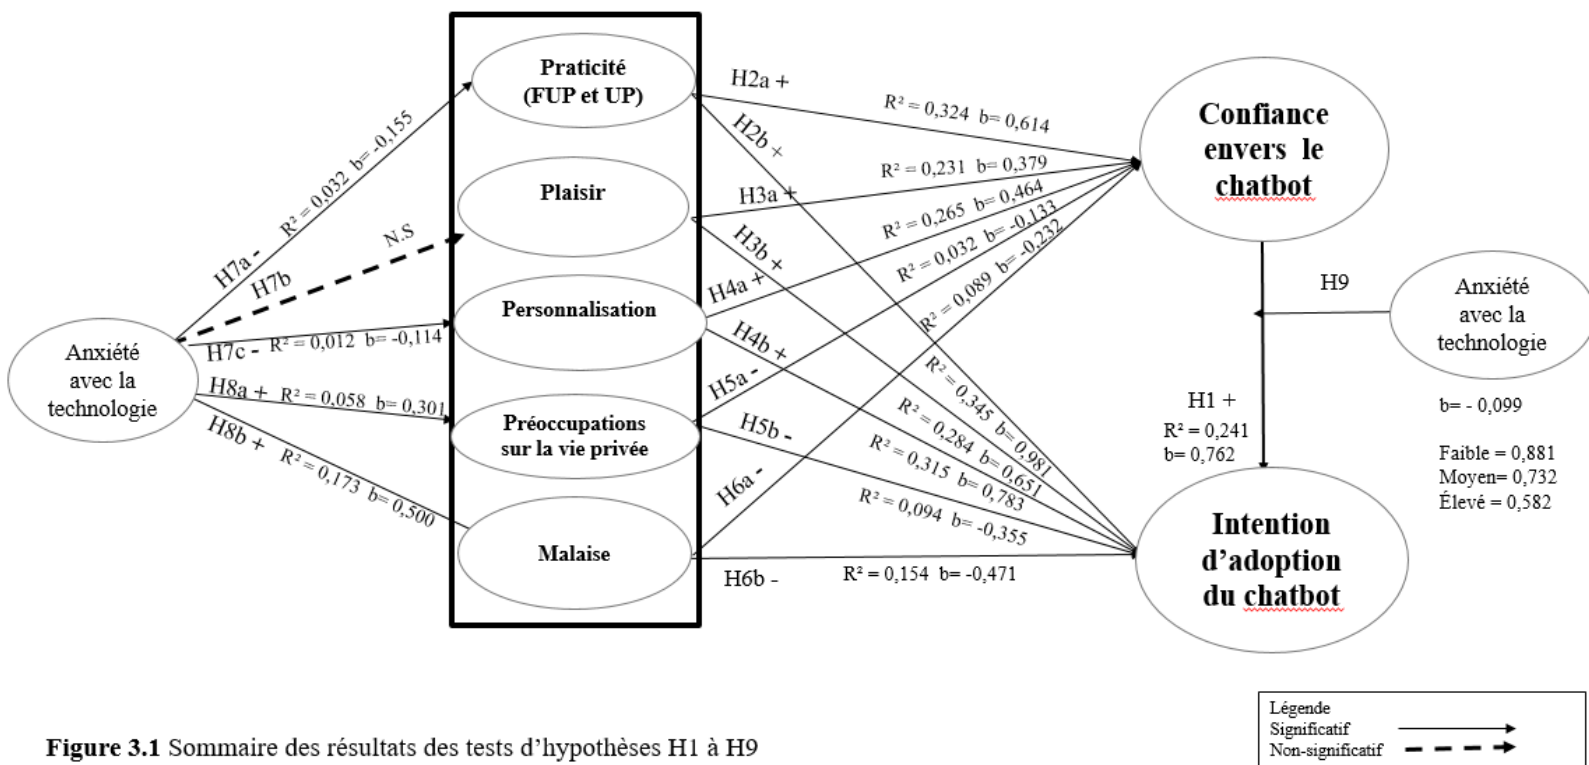 Praticité
(FUP et UP)
Plaisir
Personnalisation
Préoccupations
sur la vie privée
Malaise
Anxiété
avec la
technologie
H7a -
R² = 0,032 b= -0,155
H7b
N.S
H7c - R² = 0,012 b= -0,114
H8a + R² = 0,058 b= 0,301
H8b +
R² = 0,173 b= 0,500
H2a +
R² = 0,324 b= 0,614
H2b +
H3a +
R² = 0,231 b= 0,379
R² = 0,265 b= 0,464
R² = 0,032 b= -0,133
R² = 0,089 b= -0,232
H3b +
H4a +
H4b +
H5a -
H5b -
H6a -
H6b -
R² = 0,345 b= 0,981
R² = 0,284 b= 0,651
R² = 0,315 b= 0,783
R² = 0,094 b= -0,355
R² = 0,154 b= -0,471
Confiance
envers le
chatbot
H9
Anxiété
avec la
technologie
H1 +
R² = 0,241
b= 0,762
b= - 0,099
Faible = 0,881
Moyen= 0,732
Élevé = 0,582
Intention
d’adoption
du chatbot
Légende
Significatif
Non-significatif
Figure 3.1 Sommaire des résultats des tests d’hypothèses H1 à H9